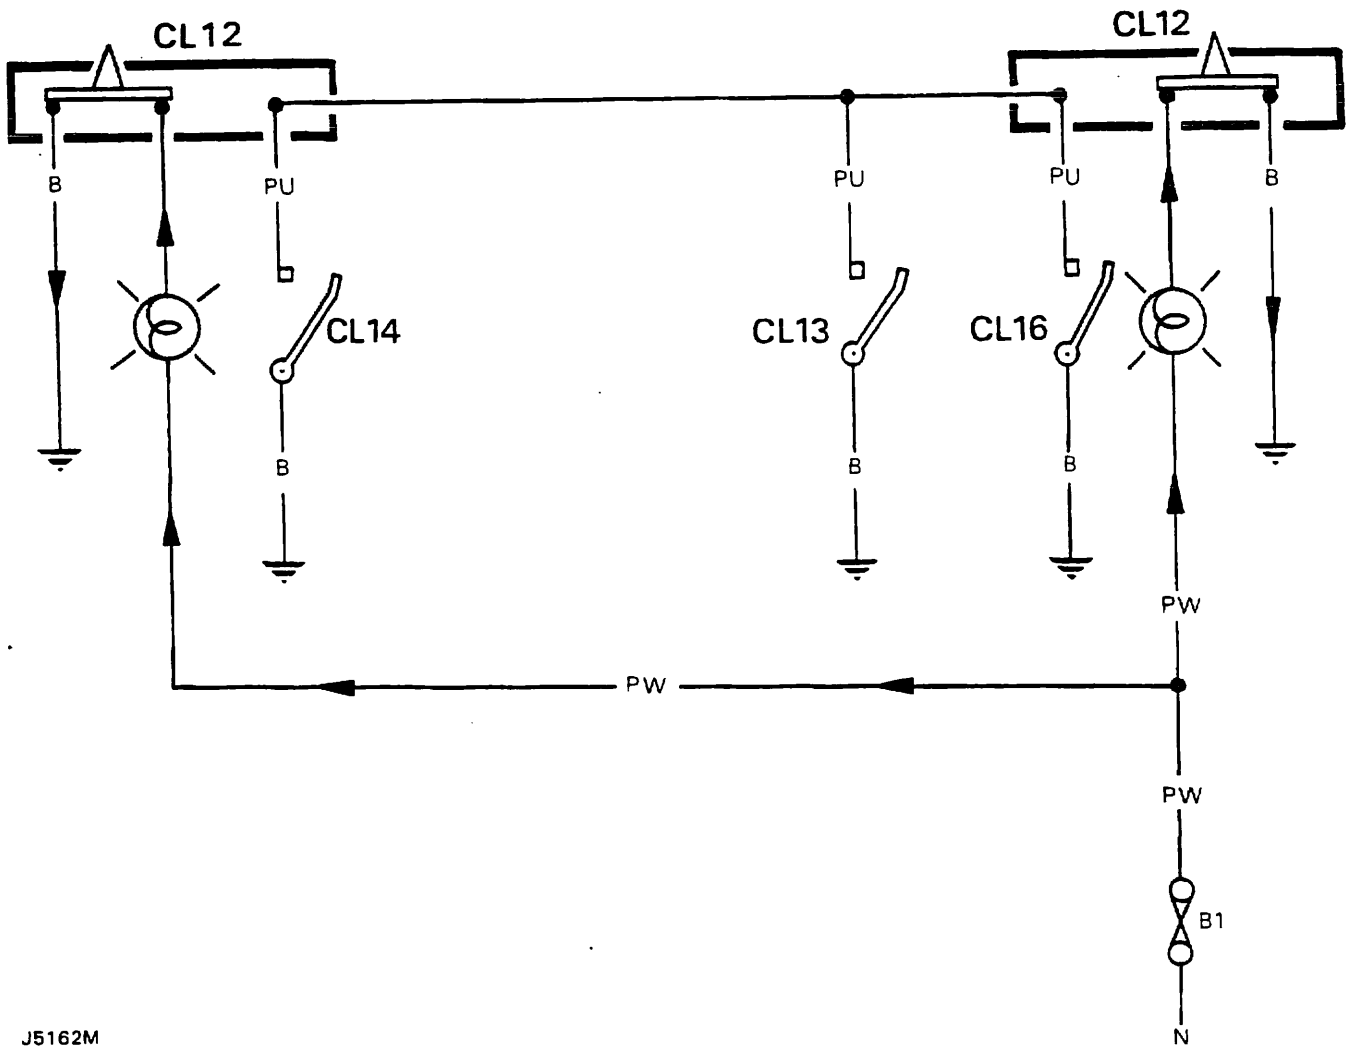 CL12 CL12
B PU PU PU B
CL14 CL13 CL16
B B B
PW
PW
PW
B1
J5162M N